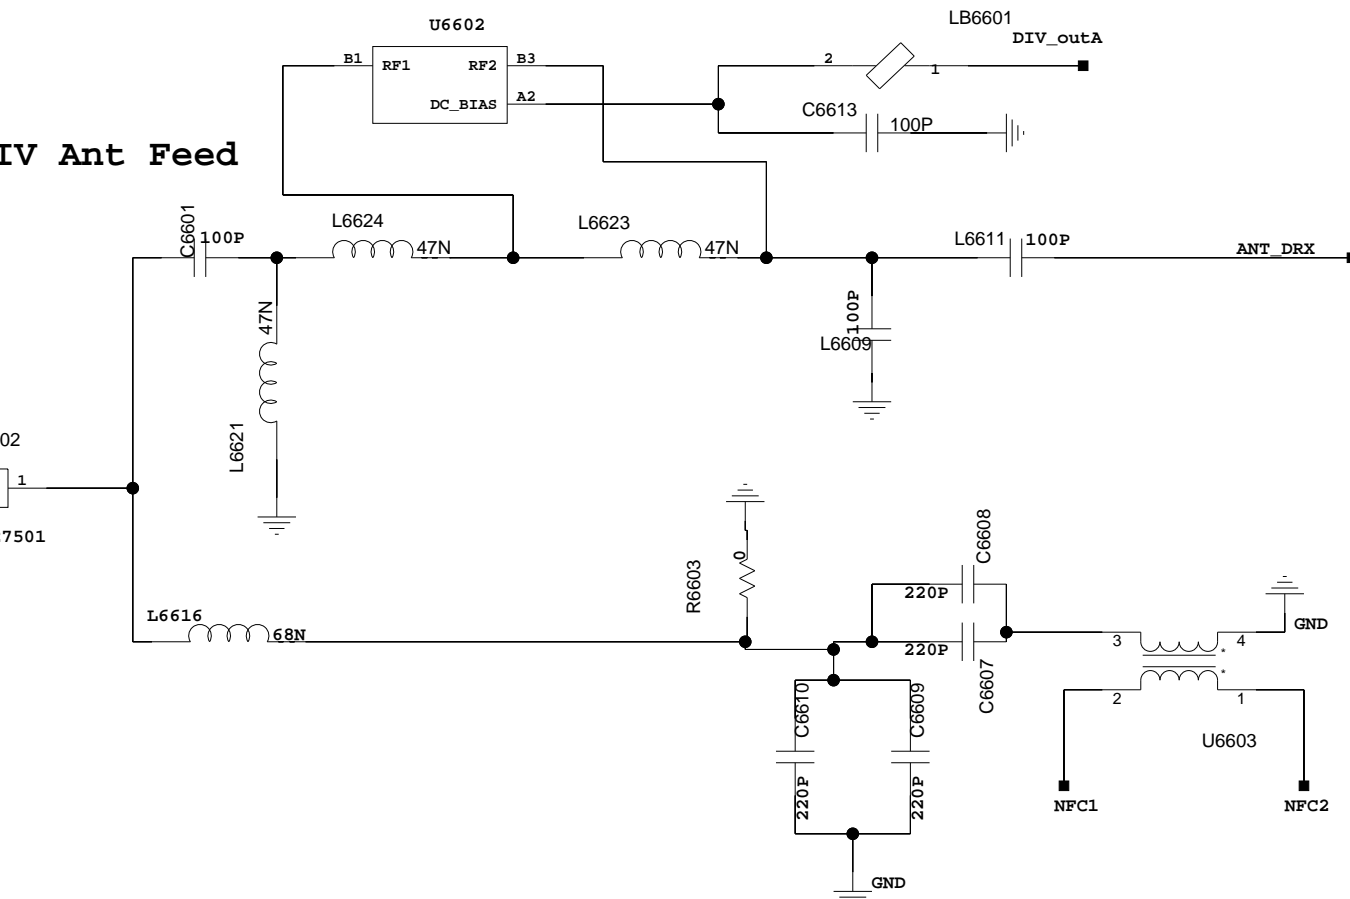 LB6601
U6602
DIV_outA
B1 RF1 RF2 B3
2 1
DC_BIAS A2
C6613
100P
IV Ant Feed
C6601
100P
L6624
47N
L6623
47N
L6611
100P
ANT_DRX
47N
L6621
100P
L6609
02
1
7501
R6603
0
C6608
220P
L6616
68N
220P
C6607
3 4
GND
2 1
U6603
C6610
220P
C6609
220P
NFC1
NFC2
GND